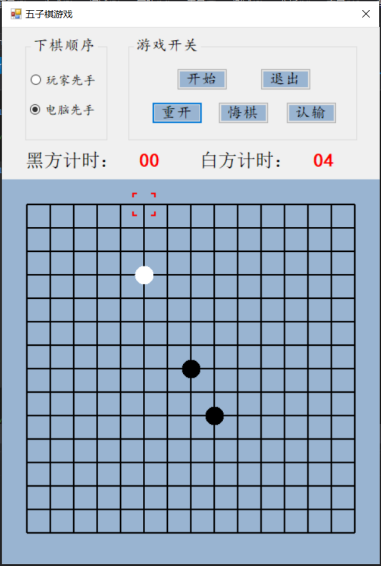 五子棋游戏
下棋顺序
玩家先手
电脑先手
游戏开关
开始 退出
重开 悔棋 认输
黑方计时： 00 白方计时： 04